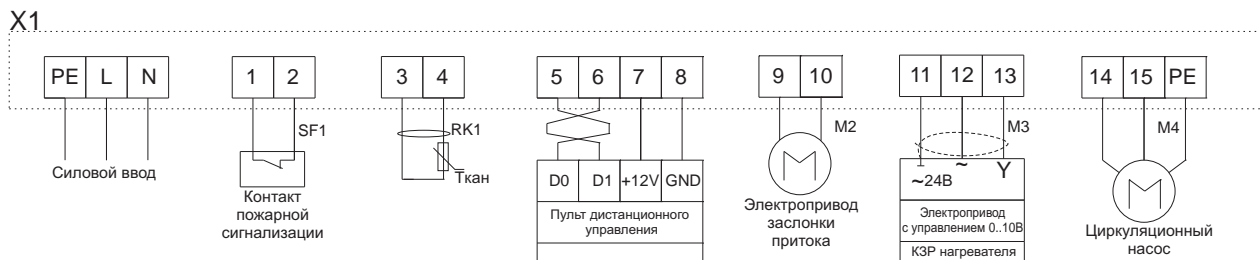 X1
PE L N 1 2 3 4 5 6 7 8 9 10 11 12 13 14 15 PE
SF1
RK1
M2
M3
M4
Силовой ввод
Контакт
пожарной
сигнализации
Tкан
D0 D1 +12V GND
Пульт дистанционного
управления
M
Электропривод
заслонки
притока
~24В ~ Y
Электропривод
с управлением 0..10В
КЗР нагревателя
M
Циркуляционный
насос